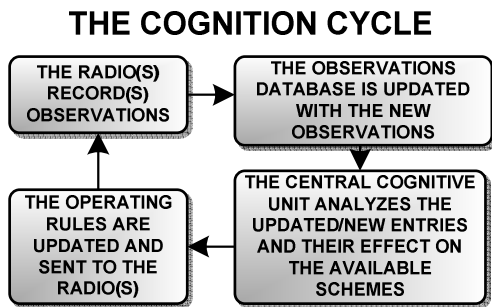 THE COGNITION CYCLE
THE RADIO(S)
RECORD(S)
OBSERVATIONS
THE OBSERVATIONS
DATABASE IS UPDATED
WITH THE NEW
OBSERVATIONS
THE CENTRAL COGNITIVE
UNIT ANALYZES THE
UPDATED/NEW ENTRIES
AND THEIR EFFECT ON
THE AVAILABLE
SCHEMES
THE OPERATING
RULES ARE
UPDATED AND
SENT TO THE
RADIO(S)